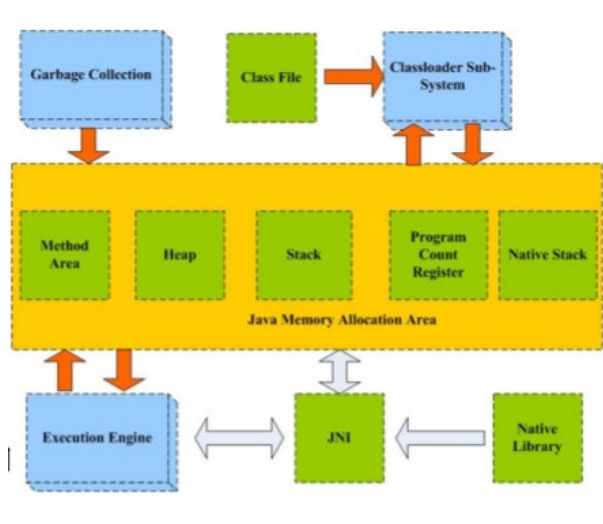 Garbage Collection
Class File
Classloader Sub-
System
Method
Area
Heap
Stack
Program
Count
Register
Native Stack
Java Memory Allocation Area
Execution Engine
JNI
Native
Library